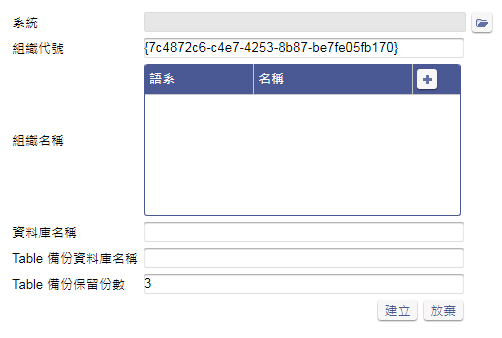 系統
組織代號 {7c4872c6-c4e7-4253-8b87-be7fe05fb170}
語系 名稱
組織名稱
資料庫名稱
Table 備份資料庫名稱
Table 備份保留份數 3
建立 放棄